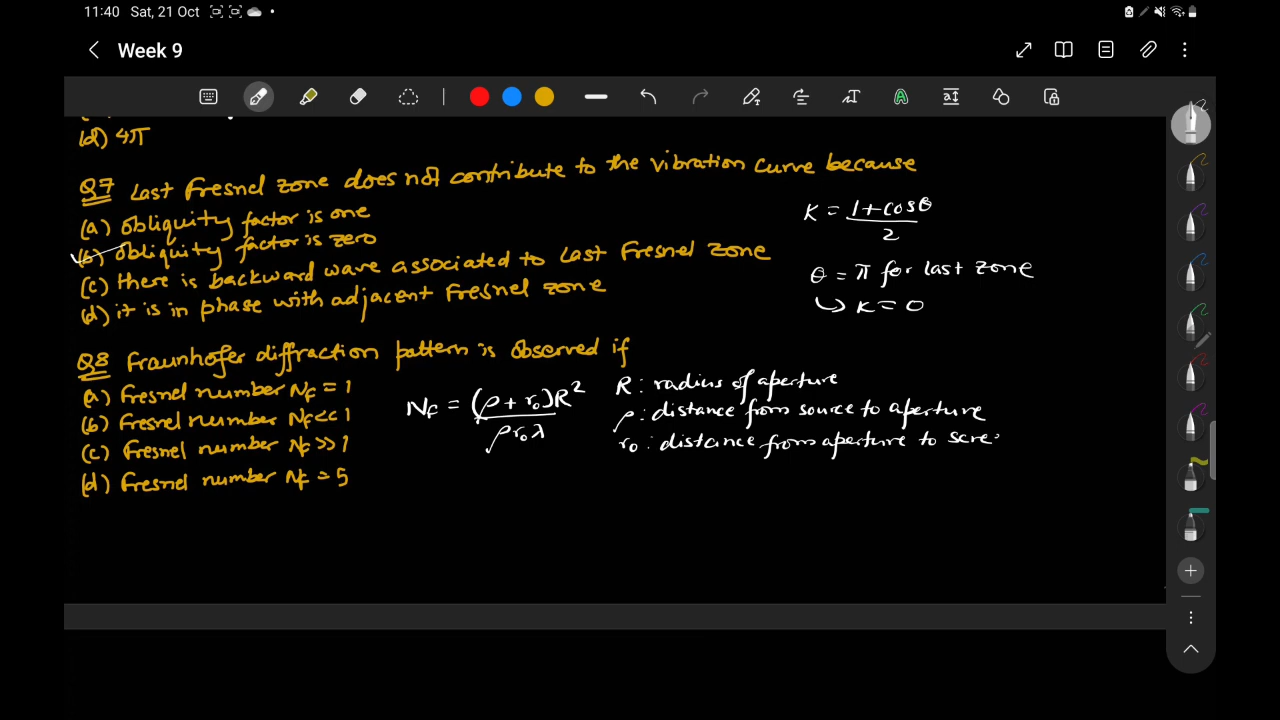 11:40 Sat, 21 Oct
Week 9
(d) 4π
Q7 Last Fresnel zone does not contribute to the vibration curve because
(a) obliquity factor is one
(b) obliquity factor is zero
(c) there is backward wave associated to last Fresnel zone
(d) it is in phase with adjacent Fresnel zone
K = (1+cosθ)/2
θ = π for last zone
↳ K = 0
Q8 Fraunhofer diffraction pattern is observed if
(a) Fresnel number Nf = 1
(b) Fresnel number Nf << 1
(c) Fresnel number Nf >> 1
(d) Fresnel number Nf = 5
Nf = (ρ + r₀)R² / ρr₀λ
R : radius of aperture
ρ : distance from source to aperture
r₀ : distance from aperture to scre